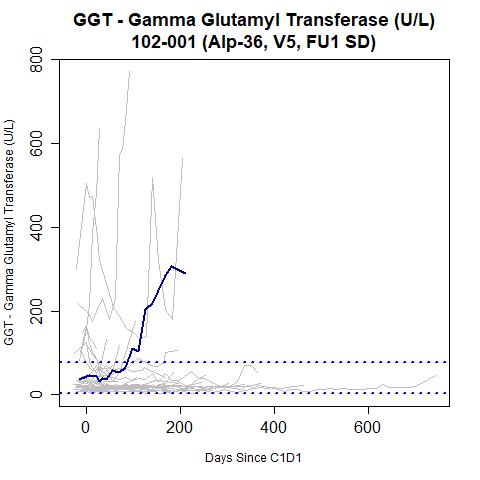 GGT - Gamma Glutamyl Transferase (U/L)
102-001 (Alp-36, V5, FU1 SD)
GGT - Gamma Glutamyl Transferase (U/L)
800
600
400
200
0
0 200 400 600
Days Since C1D1